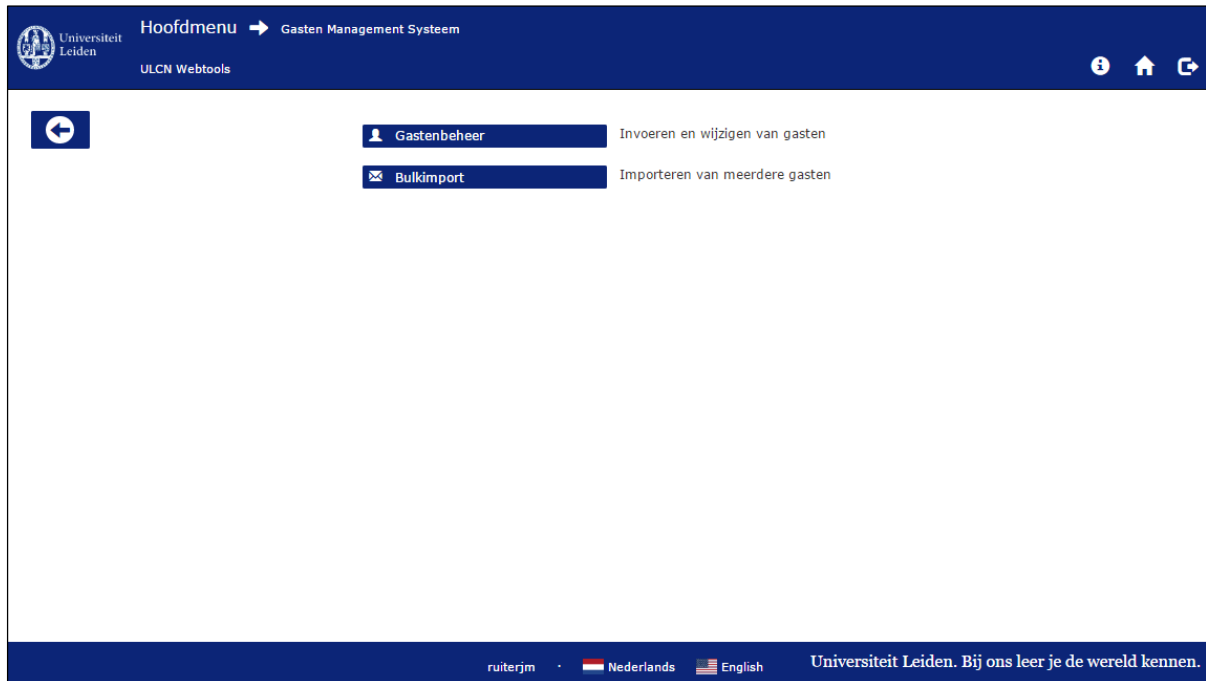 Universiteit
Leiden
Hoofdmenu
Gasten Management Systeem
ULCN Webtools
Gastenbeheer
Invoeren en wijzigen van gasten
Bulkimport
Importeren van meerdere gasten
ruiterjm · Nederlands English
Universiteit Leiden. Bij ons leer je de wereld kennen.